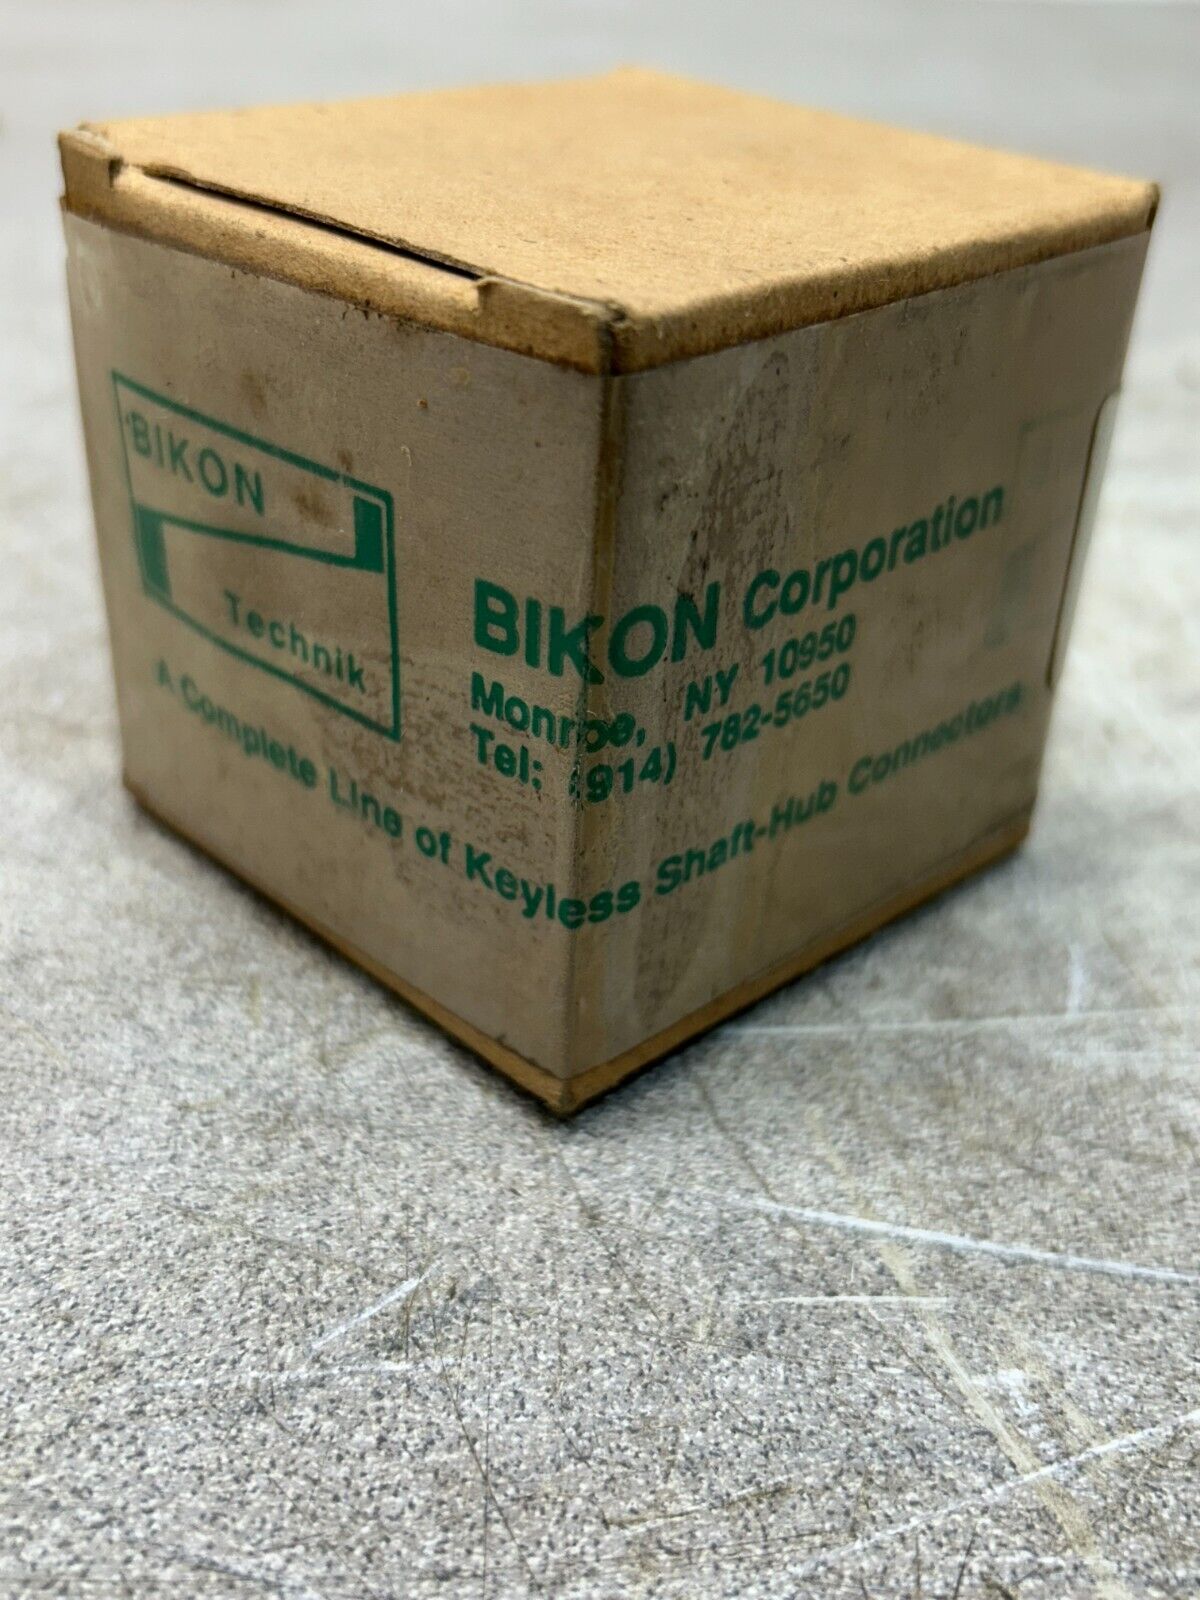 BIKON
Technik
BIKON Corporation
Monroe, NY 10950
Tel: (914) 782-5650
A Complete Line of Keyless Shaft-Hub Connectors